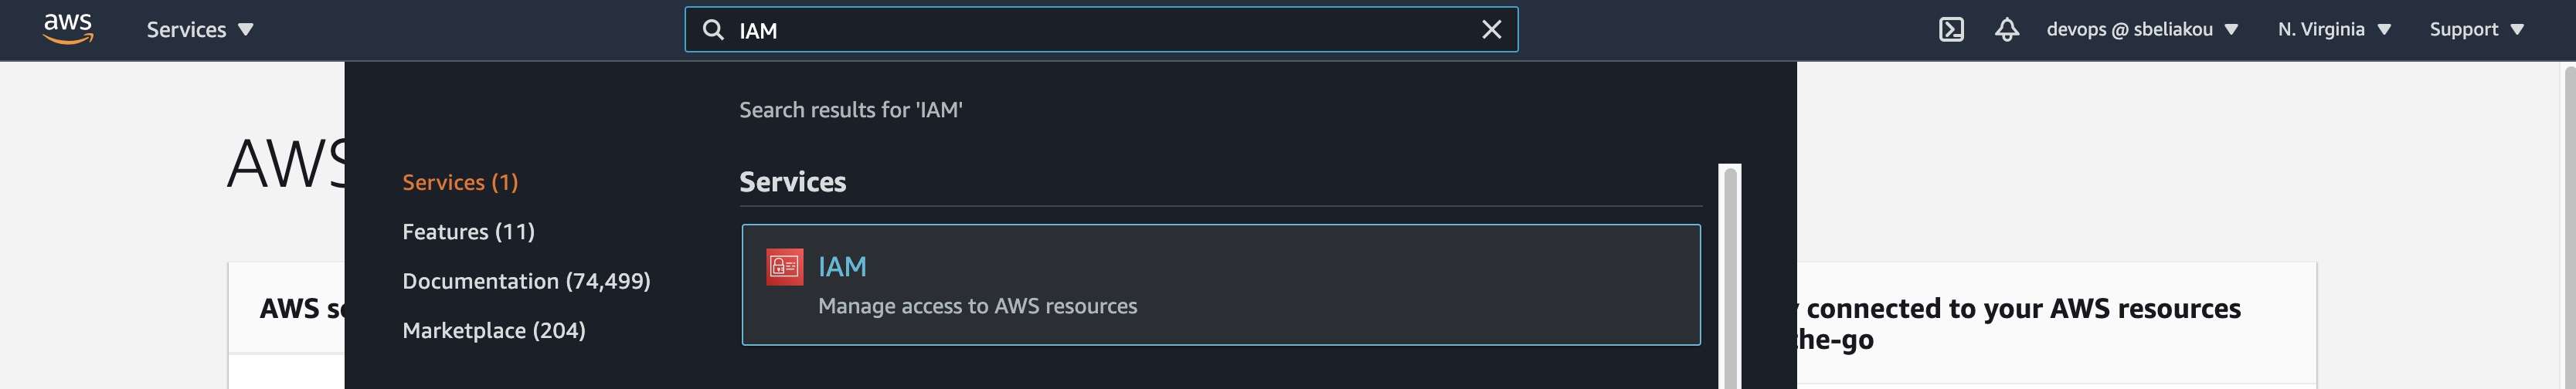 aws
Services
IAM
devops @ sbeliakou
N. Virginia
Support
Search results for 'IAM'
AWS
Services (1)
Features (11)
Documentation (74,499)
Marketplace (204)
Services
IAM
Manage access to AWS resources
AWS
connected to your AWS resources
he-go